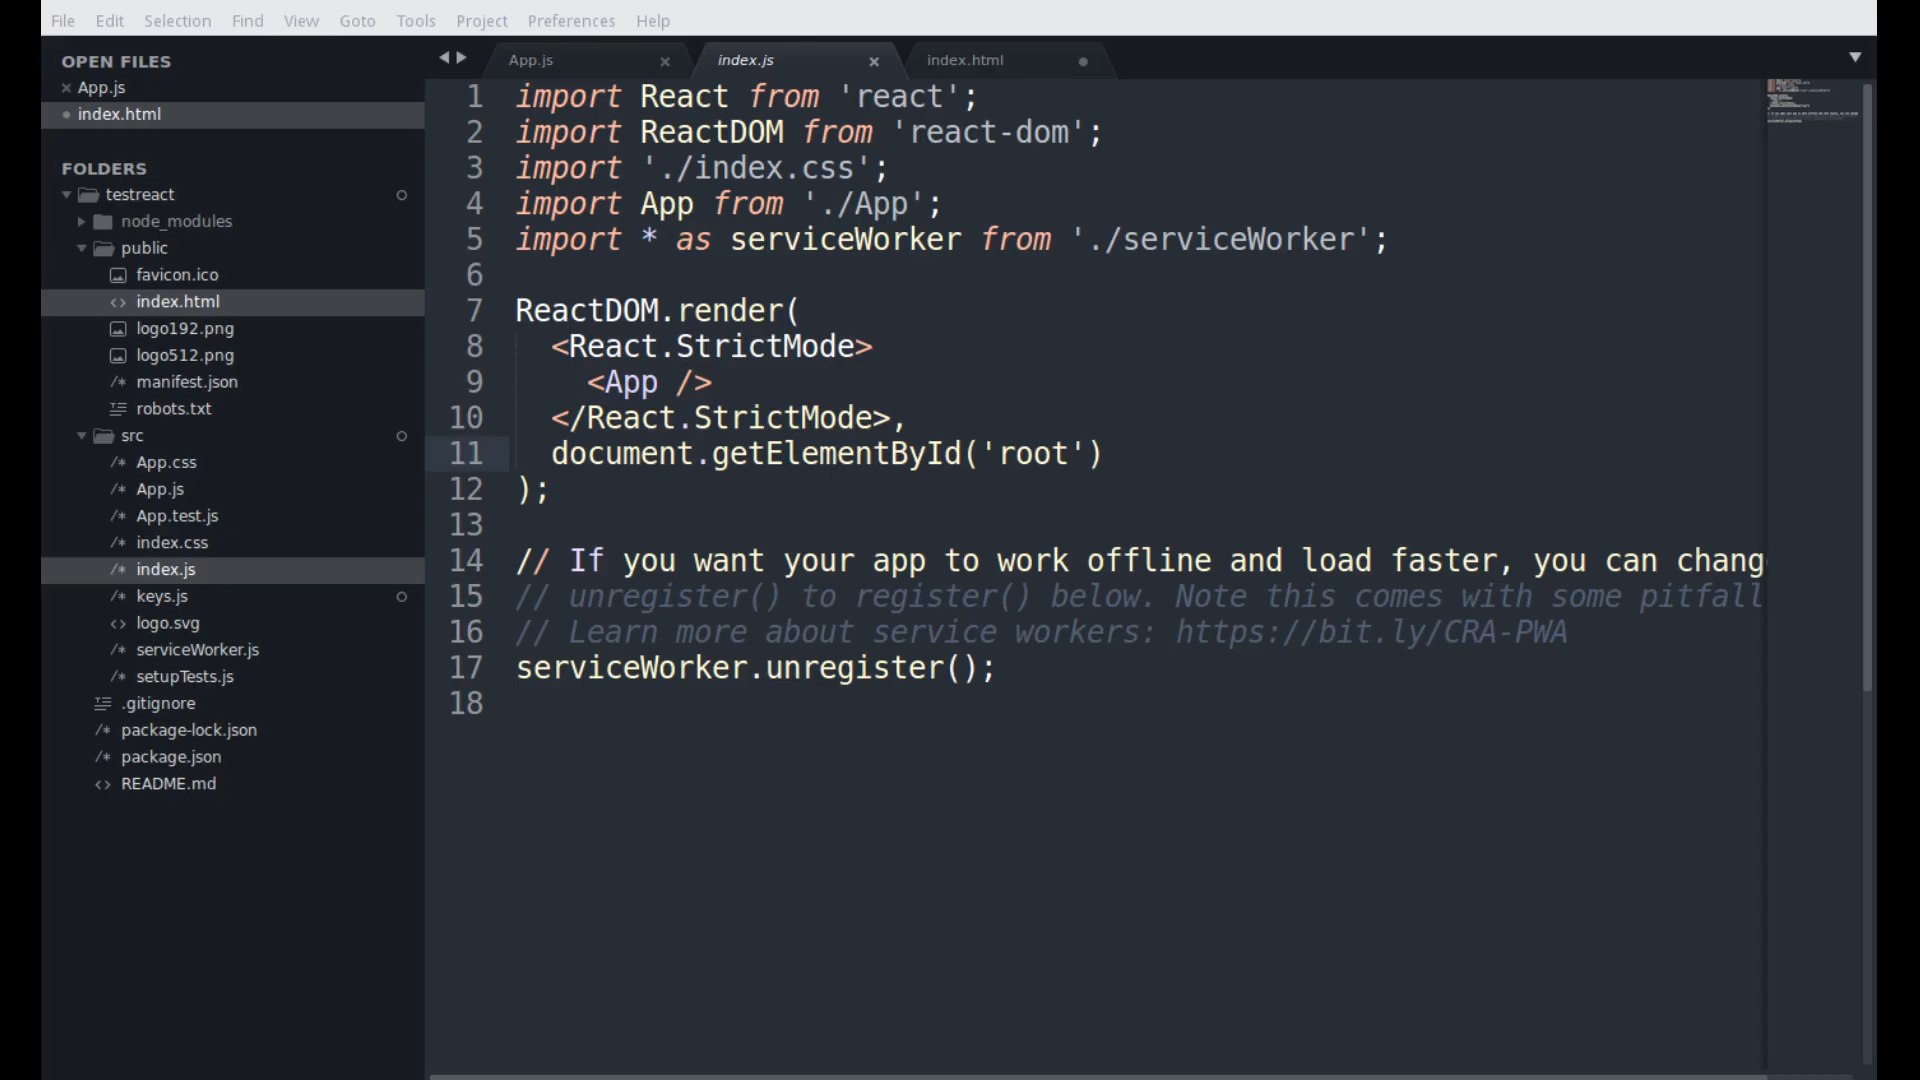 File Edit Selection Find View Goto Tools Project Preferences Help
OPEN FILES
App.js
index.html
FOLDERS
testreact
node_modules
public
favicon.ico
index.html
logo192.png
logo512.png
manifest.json
robots.txt
src
App.css
App.js
App.test.js
index.css
index.js
keys.js
logo.svg
serviceWorker.js
setupTests.js
.gitignore
package-lock.json
package.json
README.md
App.js index.js index.html
1 import React from 'react';
2 import ReactDOM from 'react-dom';
3 import './index.css';
4 import App from './App';
5 import * as serviceWorker from './serviceWorker';
6
7 ReactDOM.render(
8 <React.StrictMode>
9 <App />
10 </React.StrictMode>,
11 document.getElementById('root')
12 );
13
14 // If you want your app to work offline and load faster, you can chang
15 // unregister() to register() below. Note this comes with some pitfall
16 // Learn more about service workers: https://bit.ly/CRA-PWA
17 serviceWorker.unregister();
18